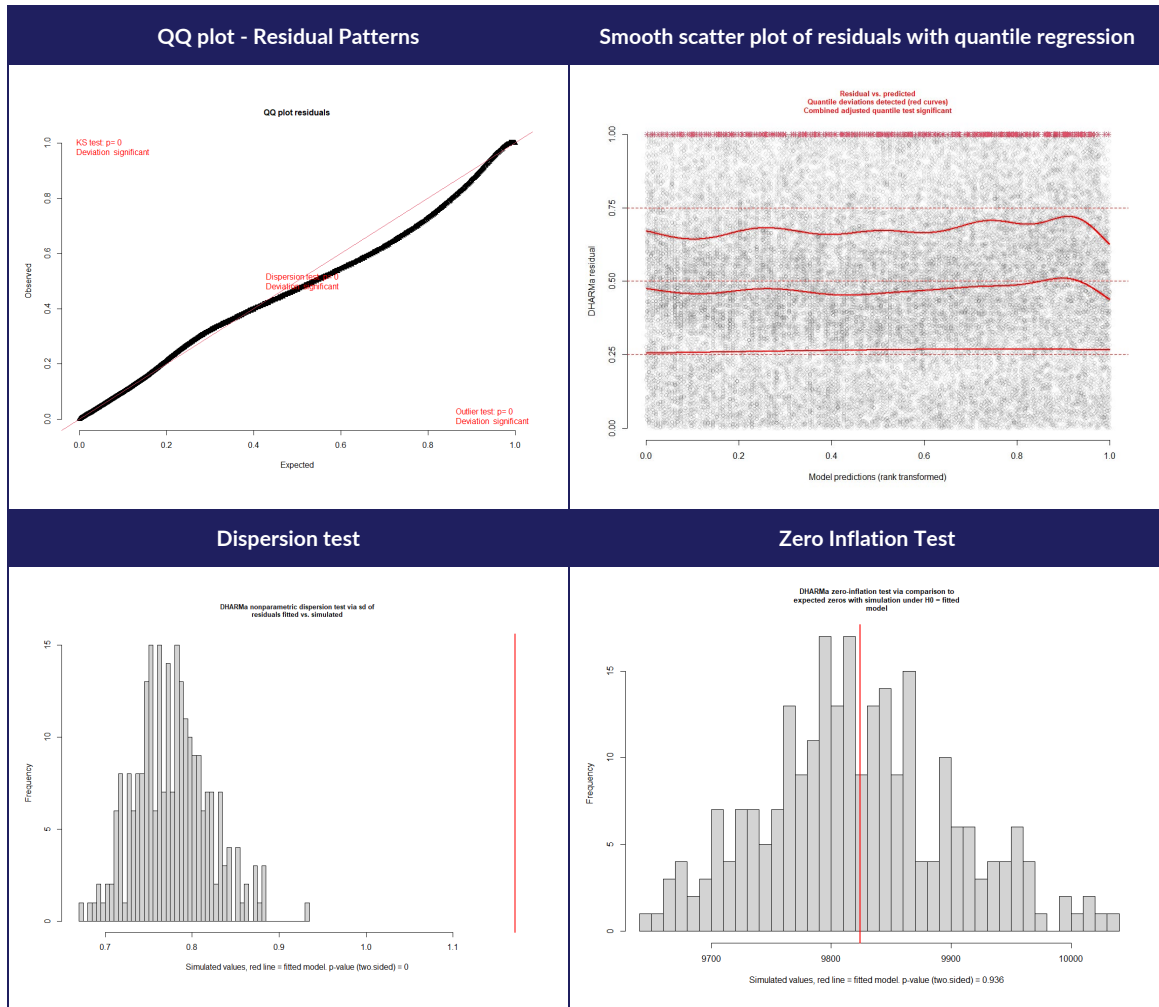 QQ plot - Residual Patterns
Smooth scatter plot of residuals with quantile regression
QQ plot residuals
KS test: p= 0
Deviation significant
Dispersion test: p= 0
Deviation significant
Outlier test: p= 0
Deviation significant
Observed
0.0
0.2
0.4
0.6
0.8
1.0
0.0
0.2
0.4
0.6
0.8
1.0
Expected
Residual vs. predicted
Quantile deviations detected (red curves)
Combined adjusted quantile test significant
DHARMa residual
0.00
0.25
0.50
0.75
1.00
0.0
0.2
0.4
0.6
0.8
1.0
Model predictions (rank transformed)
Dispersion test
Zero Inflation Test
DHARMa nonparametric dispersion test via sd of
residuals fitted vs. simulated
Frequency
0
5
10
15
0.7
0.8
0.9
1.0
1.1
Simulated values, red line = fitted model. p-value (two.sided) = 0
DHARMa zero-inflation test via comparison to
expected zeros with simulation under H0 = fitted
model
Frequency
0
5
10
15
9700
9800
9900
10000
Simulated values, red line = fitted model. p-value (two.sided) = 0.936